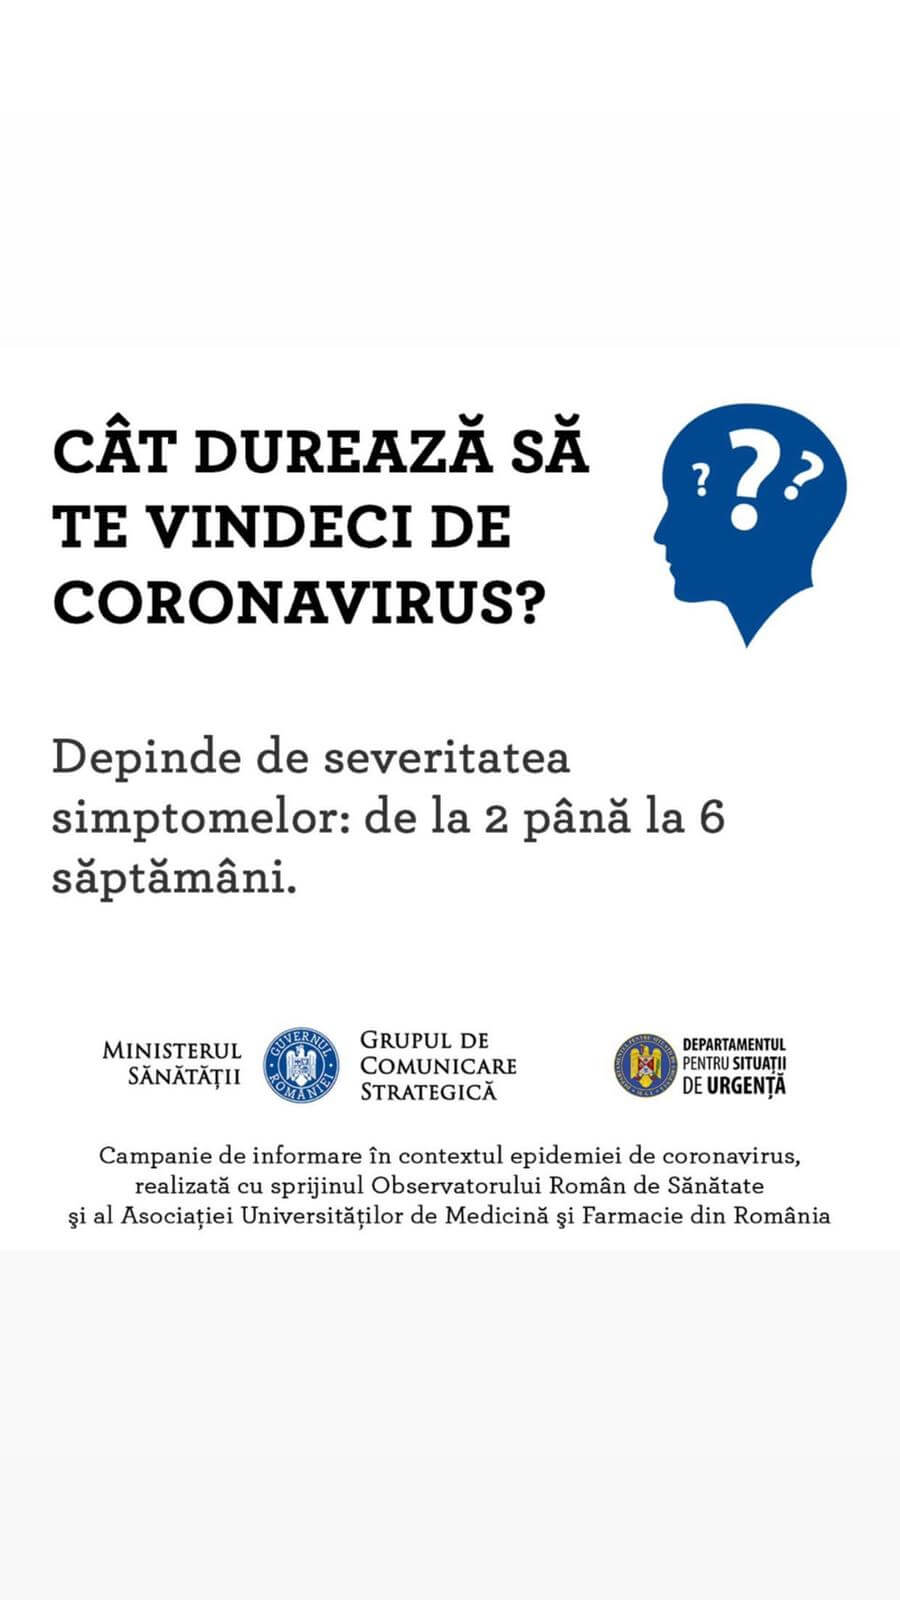 CÂT DUREAZĂ SĂ
TE VINDECI DE
CORONAVIRUS?
? ? ?
Depinde de severitatea
simptomelor: de la 2 până la 6
săptămâni.
MINISTERUL
SĂNĂTĂȚII
GUVERNUL
ROMÂNIEI
GRUPUL DE
COMUNICARE
STRATEGICĂ
DEPARTAMENTUL
PENTRU SITUAȚII
DE URGENȚĂ
Campanie de informare în contextul epidemiei de coronavirus,
realizată cu sprijinul Observatorului Român de Sănătate
şi al Asociației Universităților de Medicină şi Farmacie din România